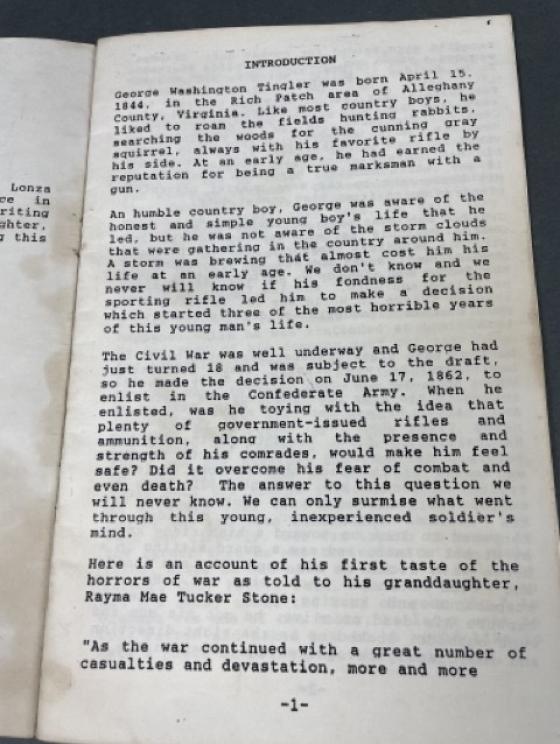 Lonza
ce in
riting
ghter,
g this
INTRODUCTION
George Washington Tingler was born April 15,
1844, in the Rich Patch area of Alleghany
County, Virginia. Like most country boys, he
liked to roam the fields hunting rabbits,
searching the woods for the cunning gray
squirrel, always with his favorite rifle by
his side. At an early age, he had earned the
reputation for being a true marksman with a
gun.
An humble country boy, George was aware of the
honest and simple young boy's life that he
led, but he was not aware of the storm clouds
that were gathering in the country around him.
A storm was brewing that almost cost him his
life at an early age. We don't know and we
never will know if his fondness for the
sporting rifle led him to make a decision
which started three of the most horrible years
of this young man's life.
The Civil War was well underway and George had
just turned 18 and was subject to the draft,
so he made the decision on June 17, 1862, to
enlist in the Confederate Army. When he
enlisted, was he toying with the idea that
plenty of government-issued rifles and
ammunition, along with the presence and
strength of his comrades, would make him feel
safe? Did it overcome his fear of combat and
even death? The answer to this question we
will never know. We can only surmise what went
through this young, inexperienced soldier's
mind.
Here is an account of his first taste of the
horrors of war as told to his granddaughter,
Rayma Mae Tucker Stone:
"As the war continued with a great number of
casualties and devastation, more and more
-1-